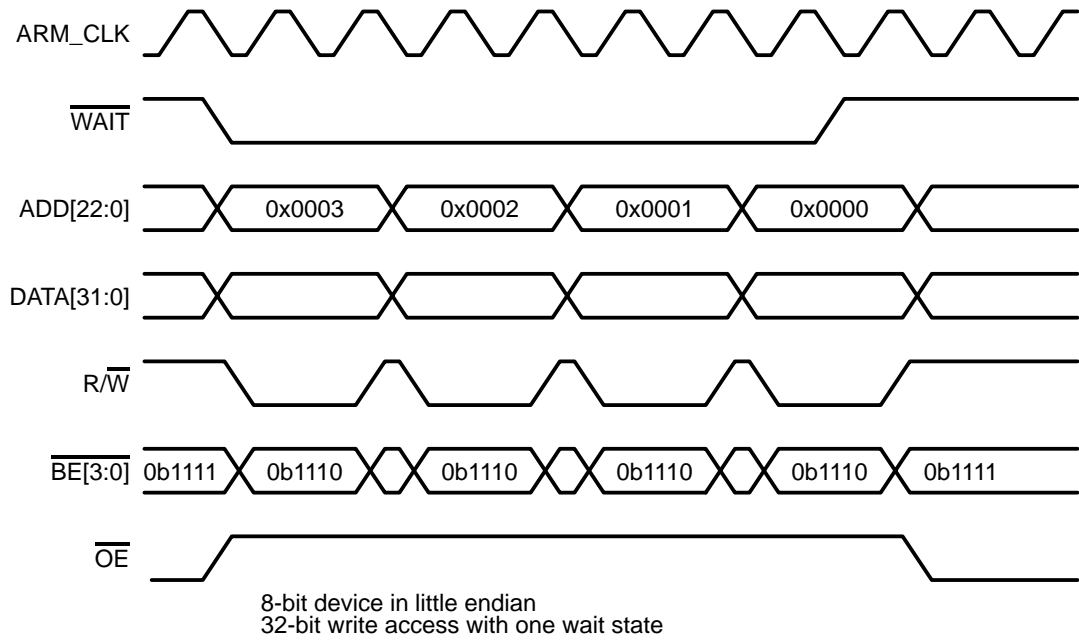 ARM_CLK
WAIT
ADD[22:0] 0x0003 0x0002 0x0001 0x0000
DATA[31:0]
R/W
BE[3:0] 0b1111 0b1110 0b1110 0b1110 0b1110 0b1111
OE
8-bit device in little endian
32-bit write access with one wait state